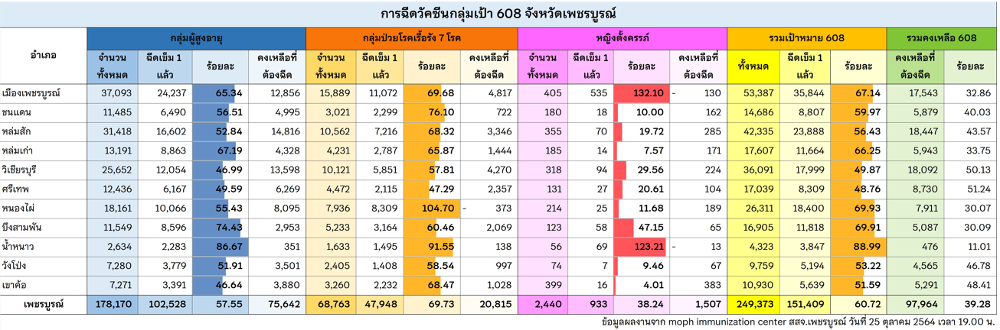 การฉีดวัคซีนกลุ่มเป้า 608 จังหวัดเพชรบูรณ์
อำเภอ กลุ่มผู้สูงอายุ กลุ่มป่วยโรคเรื้อรัง 7 โรค หญิงตั้งครรภ์ รวมเป้าหมาย 608 รวมคงเหลือ 608
จำนวนทั้งหมด ฉีดเข็ม 1 แล้ว ร้อยละ คงเหลือที่ต้องฉีด จำนวนทั้งหมด ฉีดเข็ม 1 แล้ว ร้อยละ คงเหลือที่ต้องฉีด จำนวนทั้งหมด ฉีดเข็ม 1 แล้ว ร้อยละ คงเหลือที่ต้องฉีด ทั้งหมด ฉีดเข็ม 1 แล้ว ร้อยละ คงเหลือที่ต้องฉีด ร้อยละ
เมืองเพชรบูรณ์ 37,093 24,237 65.34 12,856 15,889 11,072 69.68 4,817 405 535 132.10 - 130 53,387 35,844 67.14 17,543 32.86
ชนแดน 11,485 6,490 56.51 4,995 3,021 2,299 76.10 722 180 18 10.00 162 14,686 8,807 59.97 5,879 40.03
หล่มสัก 31,418 16,602 52.84 14,816 10,562 7,216 68.32 3,346 355 70 19.72 285 42,335 23,888 56.43 18,447 43.57
หล่มเก่า 13,191 8,863 67.19 4,328 4,231 2,787 65.87 1,444 185 14 7.57 171 17,607 11,664 66.25 5,943 33.75
วิเชียรบุรี 25,652 12,054 46.99 13,598 10,121 5,851 57.81 4,270 318 94 29.56 224 36,091 17,999 49.87 18,092 50.13
ศรีเทพ 12,436 6,167 49.59 6,269 4,472 2,115 47.29 2,357 131 27 20.61 104 17,039 8,309 48.76 8,730 51.24
หนองไผ่ 18,161 10,066 55.43 8,095 7,936 8,309 104.70 - 373 214 25 11.68 189 26,311 18,400 69.93 7,911 30.07
บึงสามพัน 11,549 8,596 74.43 2,953 5,233 3,164 60.46 2,069 123 58 47.15 65 16,905 11,818 69.91 5,087 30.09
น้ำหนาว 2,634 2,283 86.67 351 1,633 1,495 91.55 138 56 69 123.21 - 13 4,323 3,847 88.99 476 11.01
วังโป่ง 7,280 3,779 51.91 3,501 2,405 1,408 58.54 997 74 7 9.46 67 9,759 5,194 53.22 4,565 46.78
เขาค้อ 7,271 3,391 46.64 3,880 3,260 2,232 68.47 1,028 399 16 4.01 383 10,930 5,639 51.59 5,291 48.41
เพชรบูรณ์ 178,170 102,528 57.55 75,642 68,763 47,948 69.73 20,815 2,440 933 38.24 1,507 249,373 151,409 60.72 97,964 39.28
ข้อมูลผลงานจาก moph immunization center สสจ.เพชรบูรณ์ วันที่ 25 ตุลาคม 2564 เวลา 19.00 น.